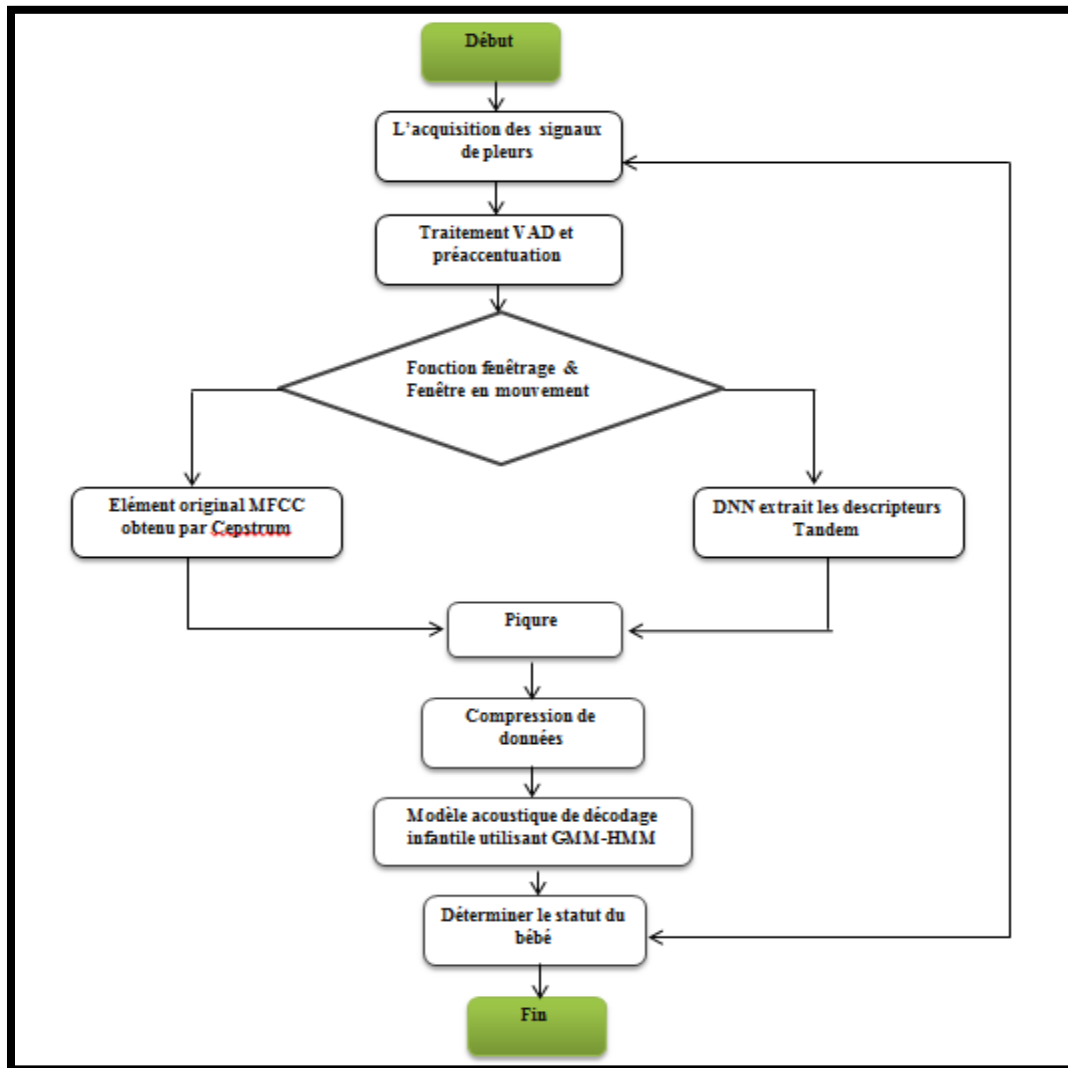 Début
L'acquisition des signaux
de pleurs
Traitement VAD et
préaccentuation
Fonction fenêtrage &
Fenêtre en mouvement
Elément original MFCC
obtenu par Cepstrum
DNN extrait les descripteurs
Tandem
Piqure
Compression de
données
Modèle acoustique de décodage
infantile utilisant GMM-HMM
Déterminer le statut du
bébé
Fin